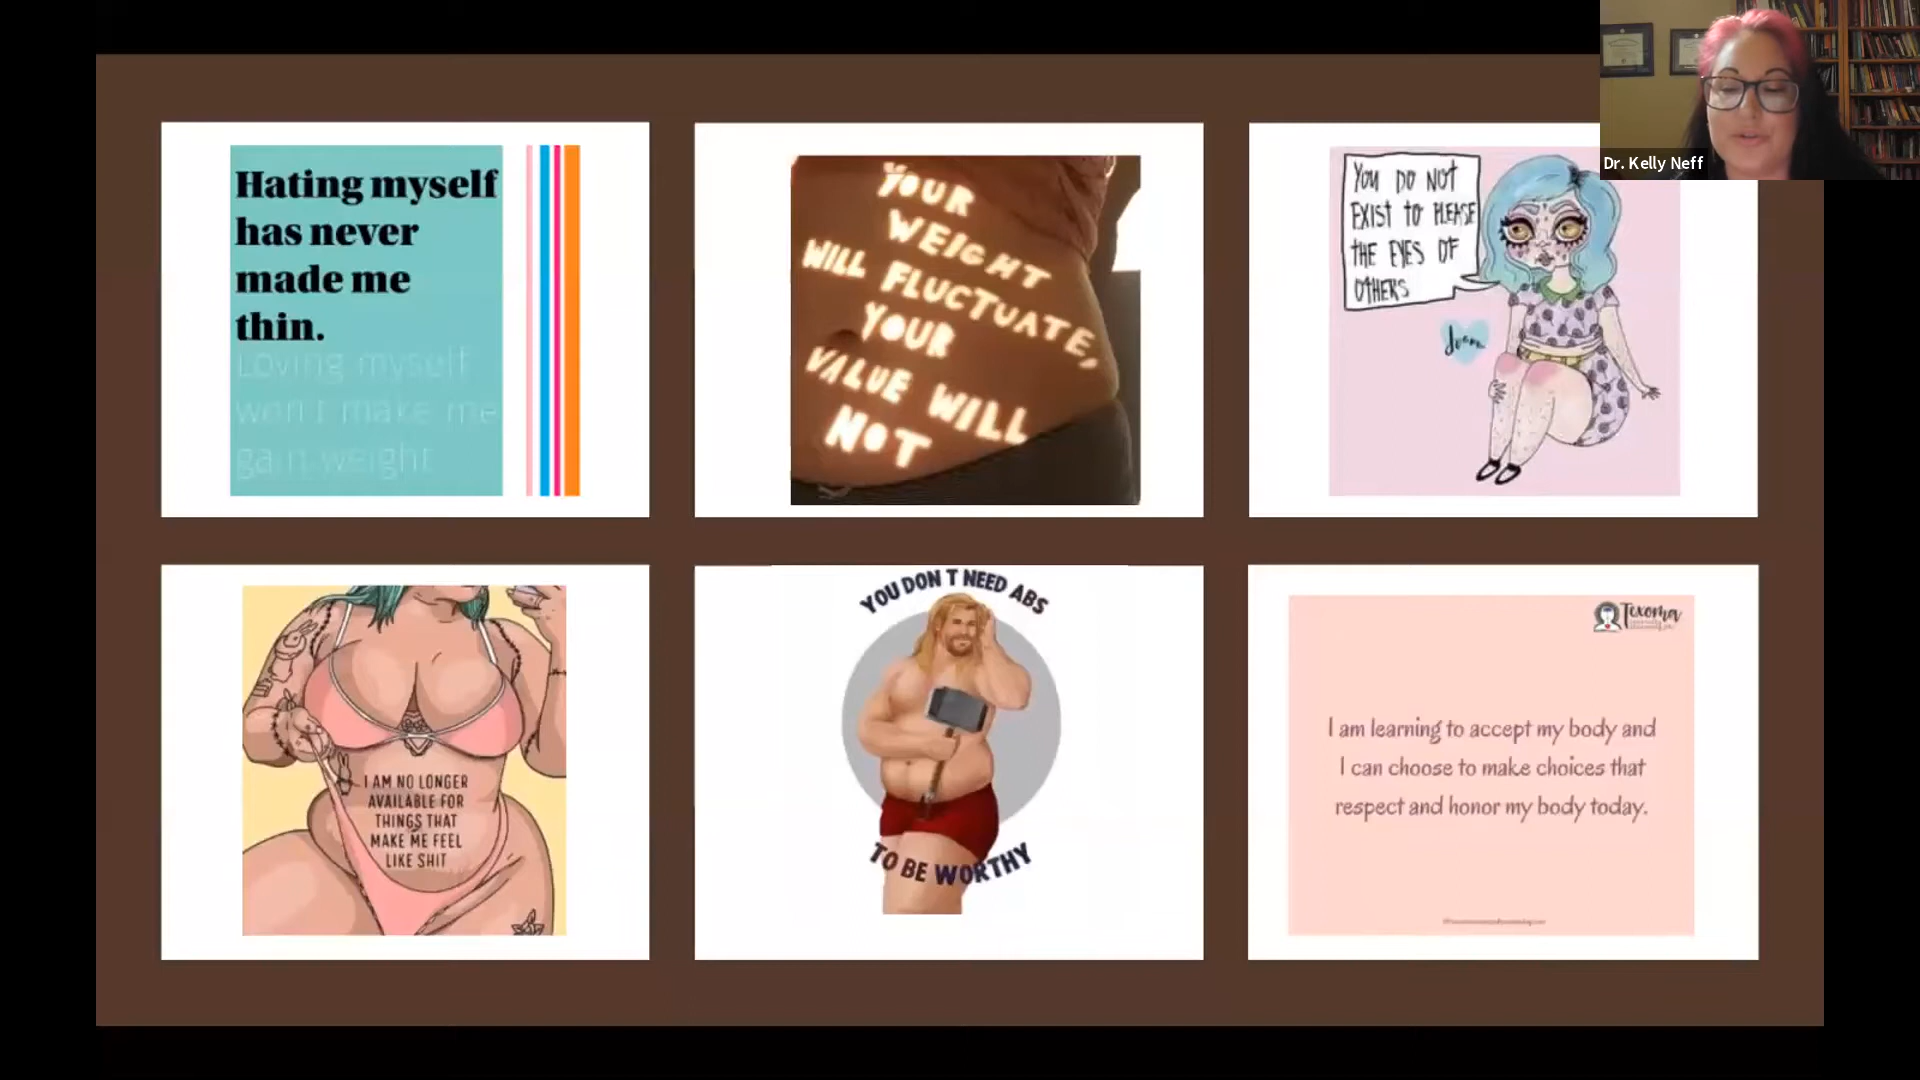 Dr. Kelly Neff
Hating myself
has never
made me
thin.
Loving myself
won't make me
gain weight
YOUR
WEIGHT
WILL FLUCTUATE,
YOUR
VALUE WILL
NOT
YOU DO NOT
EXIST TO PLEASE
THE EYES OF
OTHERS
I AM NO LONGER
AVAILABLE FOR
THINGS THAT
MAKE ME FEEL
LIKE SHIT
YOU DON T NEED ABS
TO BE WORTHY
Texoma
I am learning to accept my body and
I can choose to make choices that
respect and honor my body today.